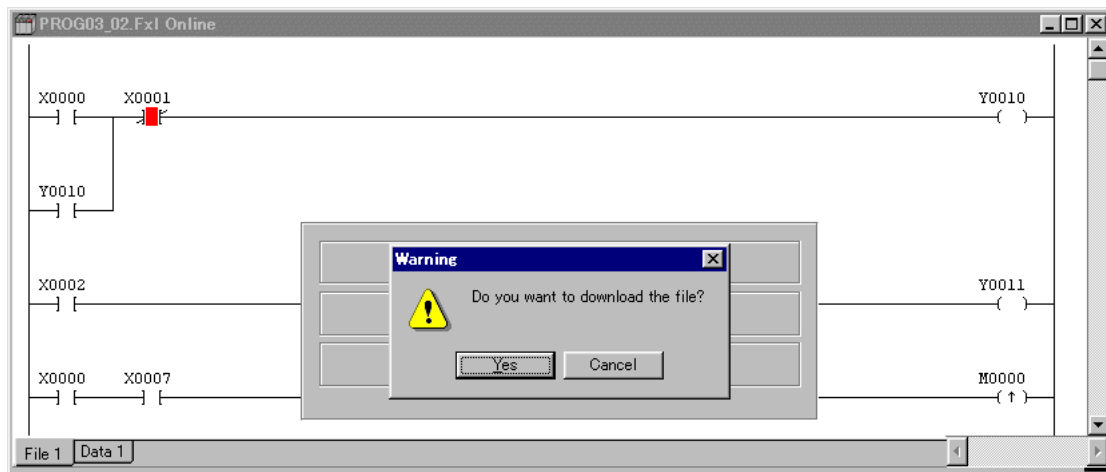 PROG03_02.Fxl Online
X0000 X0001 Y0010
Y0010
X0002 Y0011
X0000 X0007 M0000
Warning
Do you want to download the file?
Yes Cancel
File 1 Data 1